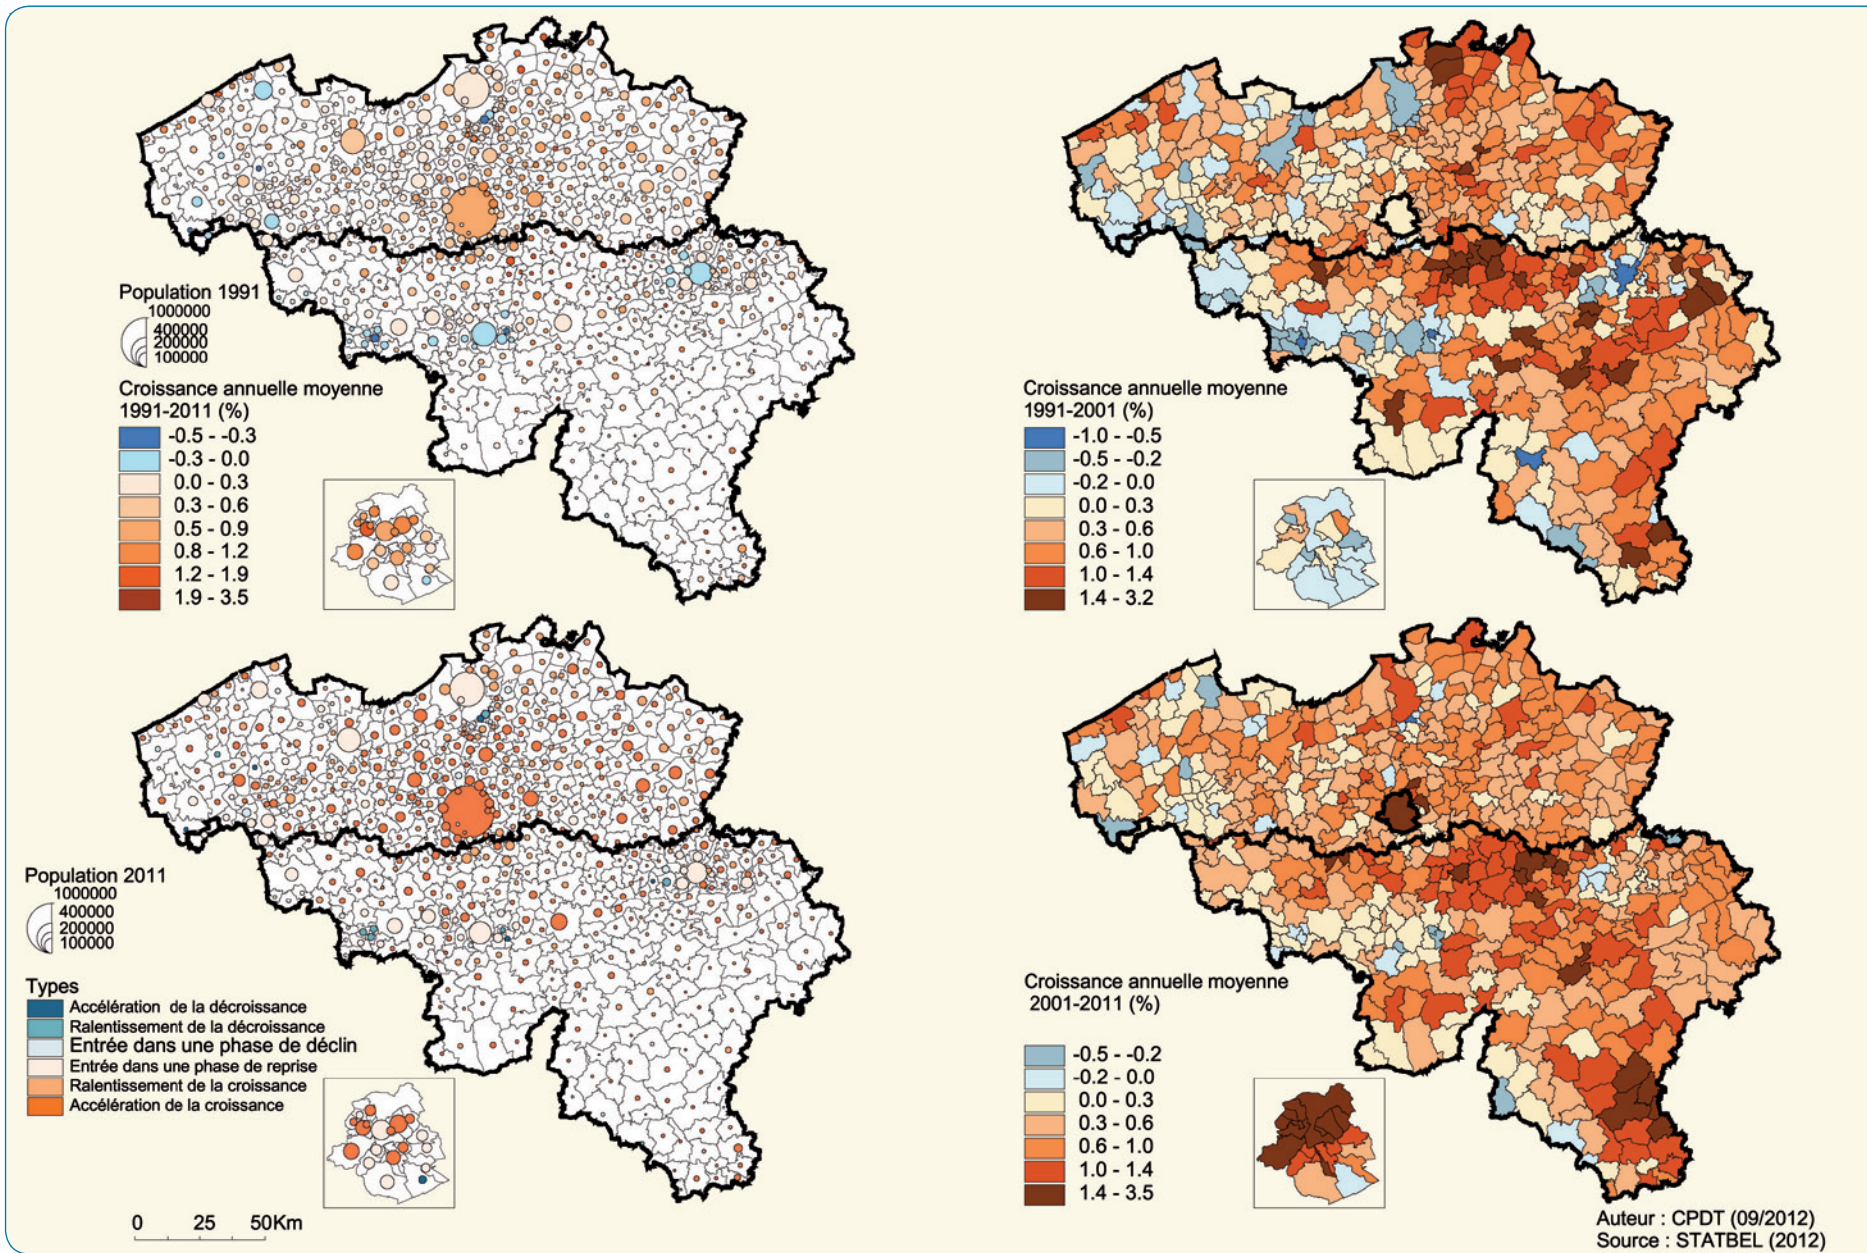 Population 1991
1000000
400000
200000
100000
Croissance annuelle moyenne
1991-2011 (%)
-0.5 - -0.3
-0.3 - 0.0
0.0 - 0.3
0.3 - 0.6
0.5 - 0.9
0.8 - 1.2
1.2 - 1.9
1.9 - 3.5
Croissance annuelle moyenne
1991-2001 (%)
-1.0 - -0.5
-0.5 - -0.2
-0.2 - 0.0
0.0 - 0.3
0.3 - 0.6
0.6 - 1.0
1.0 - 1.4
1.4 - 3.2
Population 2011
1000000
400000
200000
100000
Types
Accélération de la décroissance
Ralentissement de la décroissance
Entrée dans une phase de déclin
Entrée dans une phase de reprise
Ralentissement de la croissance
Accélération de la croissance
0 25 50Km
Croissance annuelle moyenne
2001-2011 (%)
-0.5 - -0.2
-0.2 - 0.0
0.0 - 0.3
0.3 - 0.6
0.6 - 1.0
1.0 - 1.4
1.4 - 3.5
Auteur : CPDT (09/2012)
Source : STATBEL (2012)